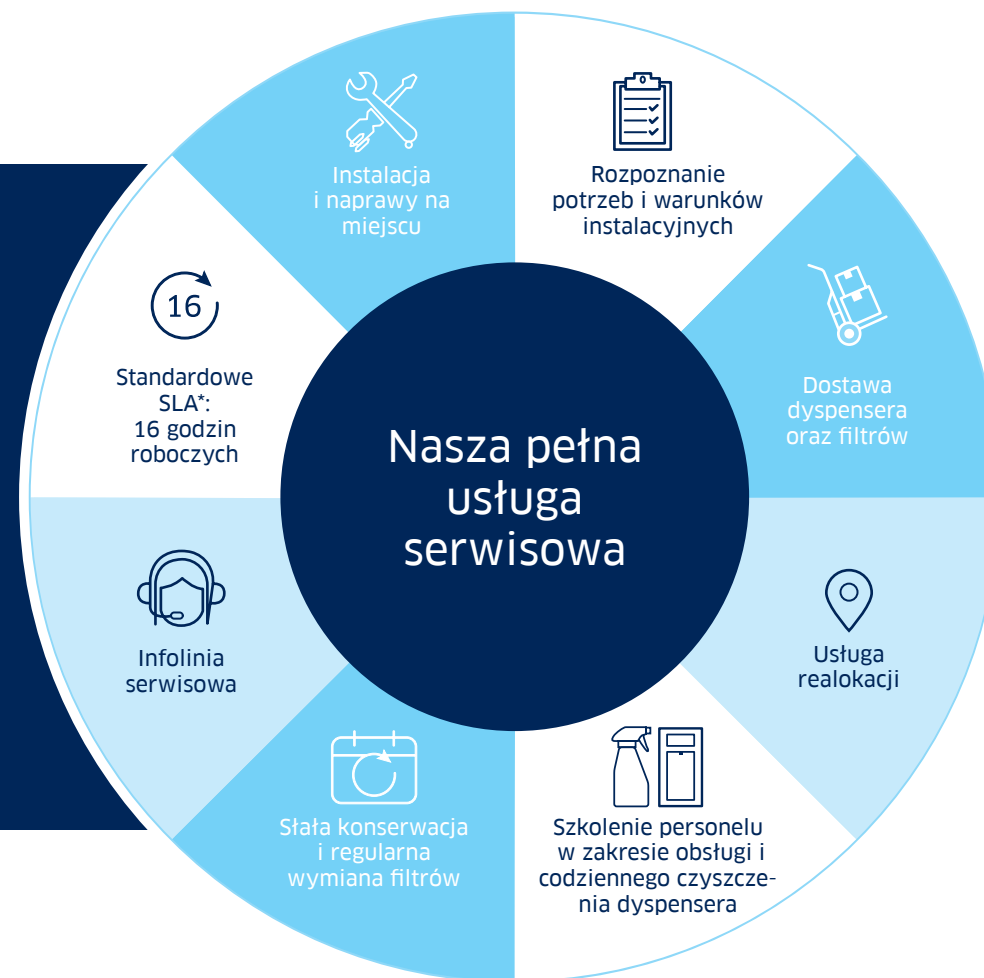 Nasza pełna
usługa
serwisowa
Rozpoznanie
potrzeb i warunków
instalacyjnych
Dostawa
dyspensera
oraz filtrów
Usługa
realokacji
Szkolenie personelu
w zakresie obsługi i
codziennego czyszcze-
nia dyspensera
Stała konserwacja
i regularna
wymiana filtrów
Infolinia
serwisowa
16
Standardowe
SLA*:
16 godzin
roboczych
Instalacja
i naprawy na
miejscu